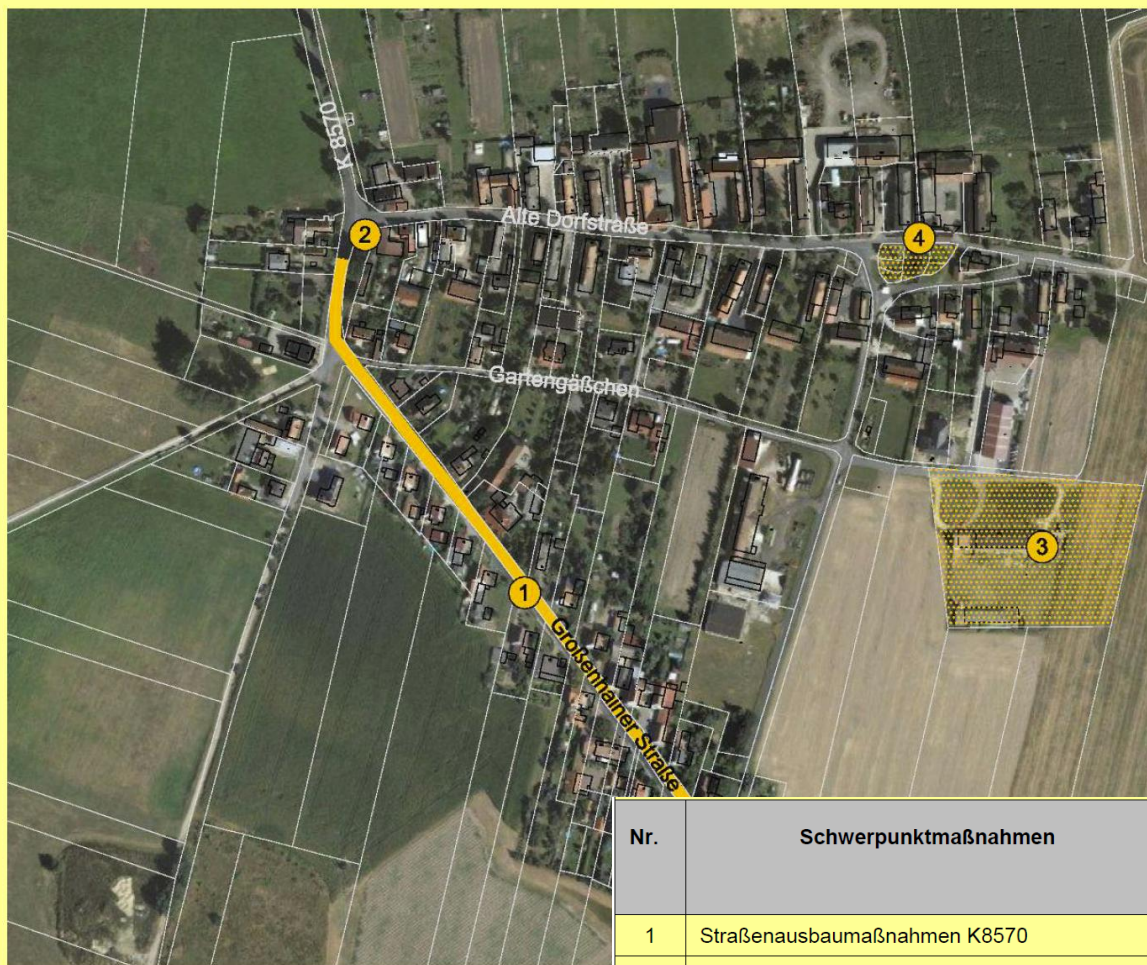 K 8570
2
Alte Dorfstraße
4
Gartengäßchen
3
1
Großenhainer Straße
Nr. Schwerpunktmaßnahmen
1 Straßenausbaumaßnahmen K8570